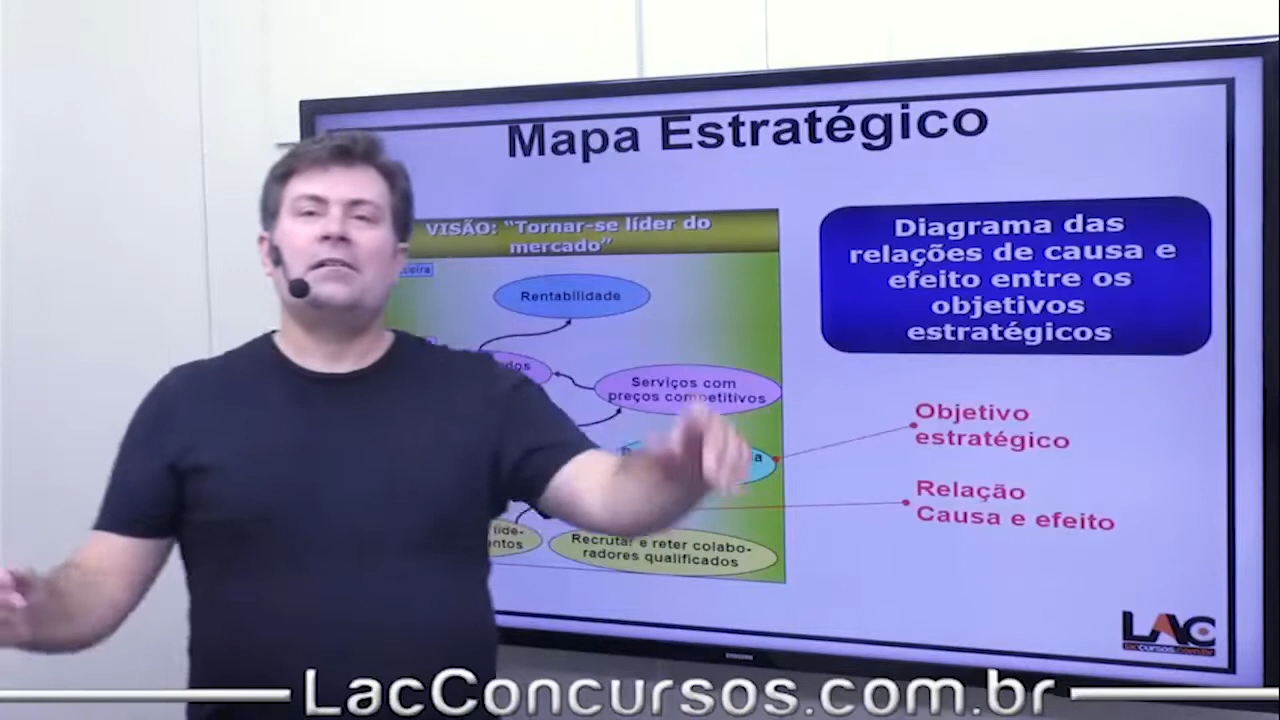 Mapa Estratégico
VISÃO: “Tornar-se líder do
mercado”
Rentabilidade
Serviços com
preços competitivos
Diagrama das
relações de causa e
efeito entre os
objetivos
estratégicos
Objetivo
estratégico
Relação
Causa e efeito
Recrutar e reter colabo-
radores qualificados
LAC
LacConcursos.com.br